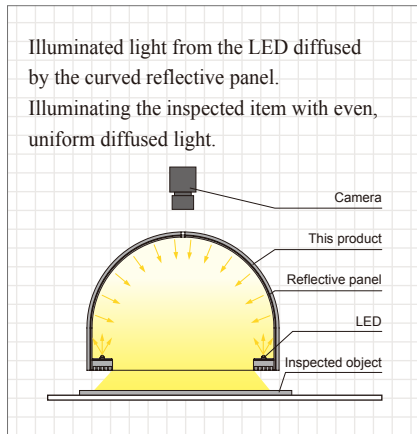 Illuminated light from the LED diffused
by the curved reflective panel.
Illuminating the inspected item with even,
uniform diffused light.
Camera
This product
Reflective panel
LED
Inspected object